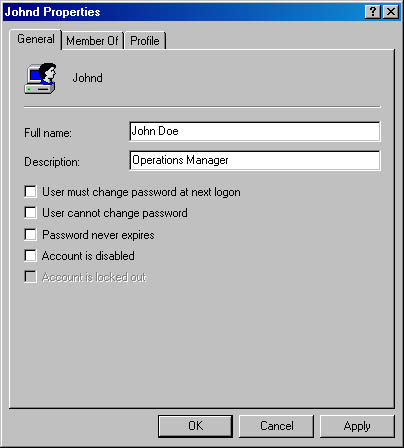 Johnd Properties
General Member Of Profile
Johnd
Full name: John Doe
Description: Operations Manager
User must change password at next logon
User cannot change password
Password never expires
Account is disabled
Account is locked out
OK Cancel Apply